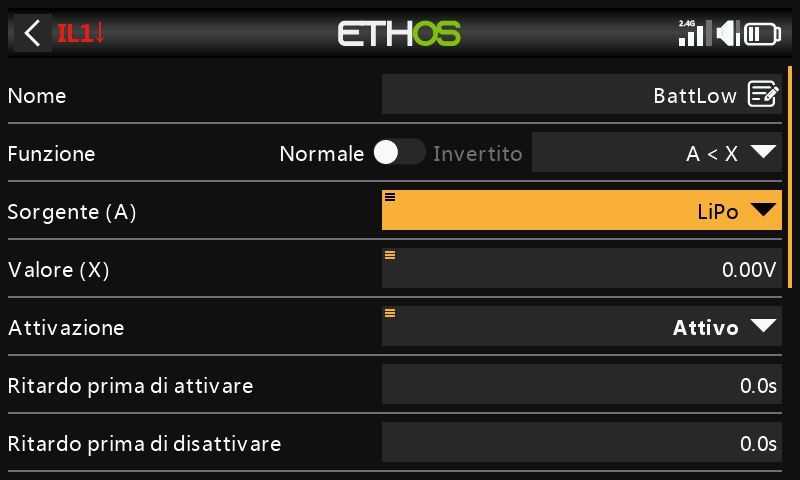 IL1↓
ETHOS
2.4G
Nome
BattLow
Funzione
Normale
Invertito
A < X
Sorgente (A)
LiPo
Valore (X)
0.00V
Attivazione
Attivo
Ritardo prima di attivare
0.0s
Ritardo prima di disattivare
0.0s